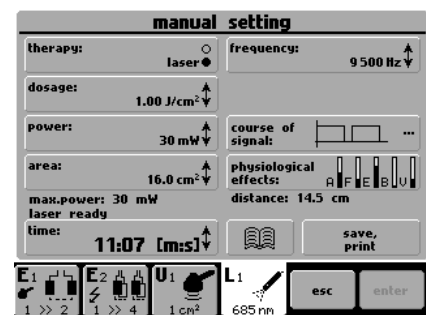 manual setting
therapy:
laser
frequency:
9 500 Hz
dosage:
1.00 J/cm²
power:
30 mW
course of
signal:
...
area:
16.0 cm²
physiological
effects:
A F E B U
max.power: 30 mW
laser ready
distance: 14.5 cm
time:
11:07 [m:s]
save,
print
E1
1 >> 2
E2
1 >> 4
U1
1 cm²
L1
685 nm
esc
enter